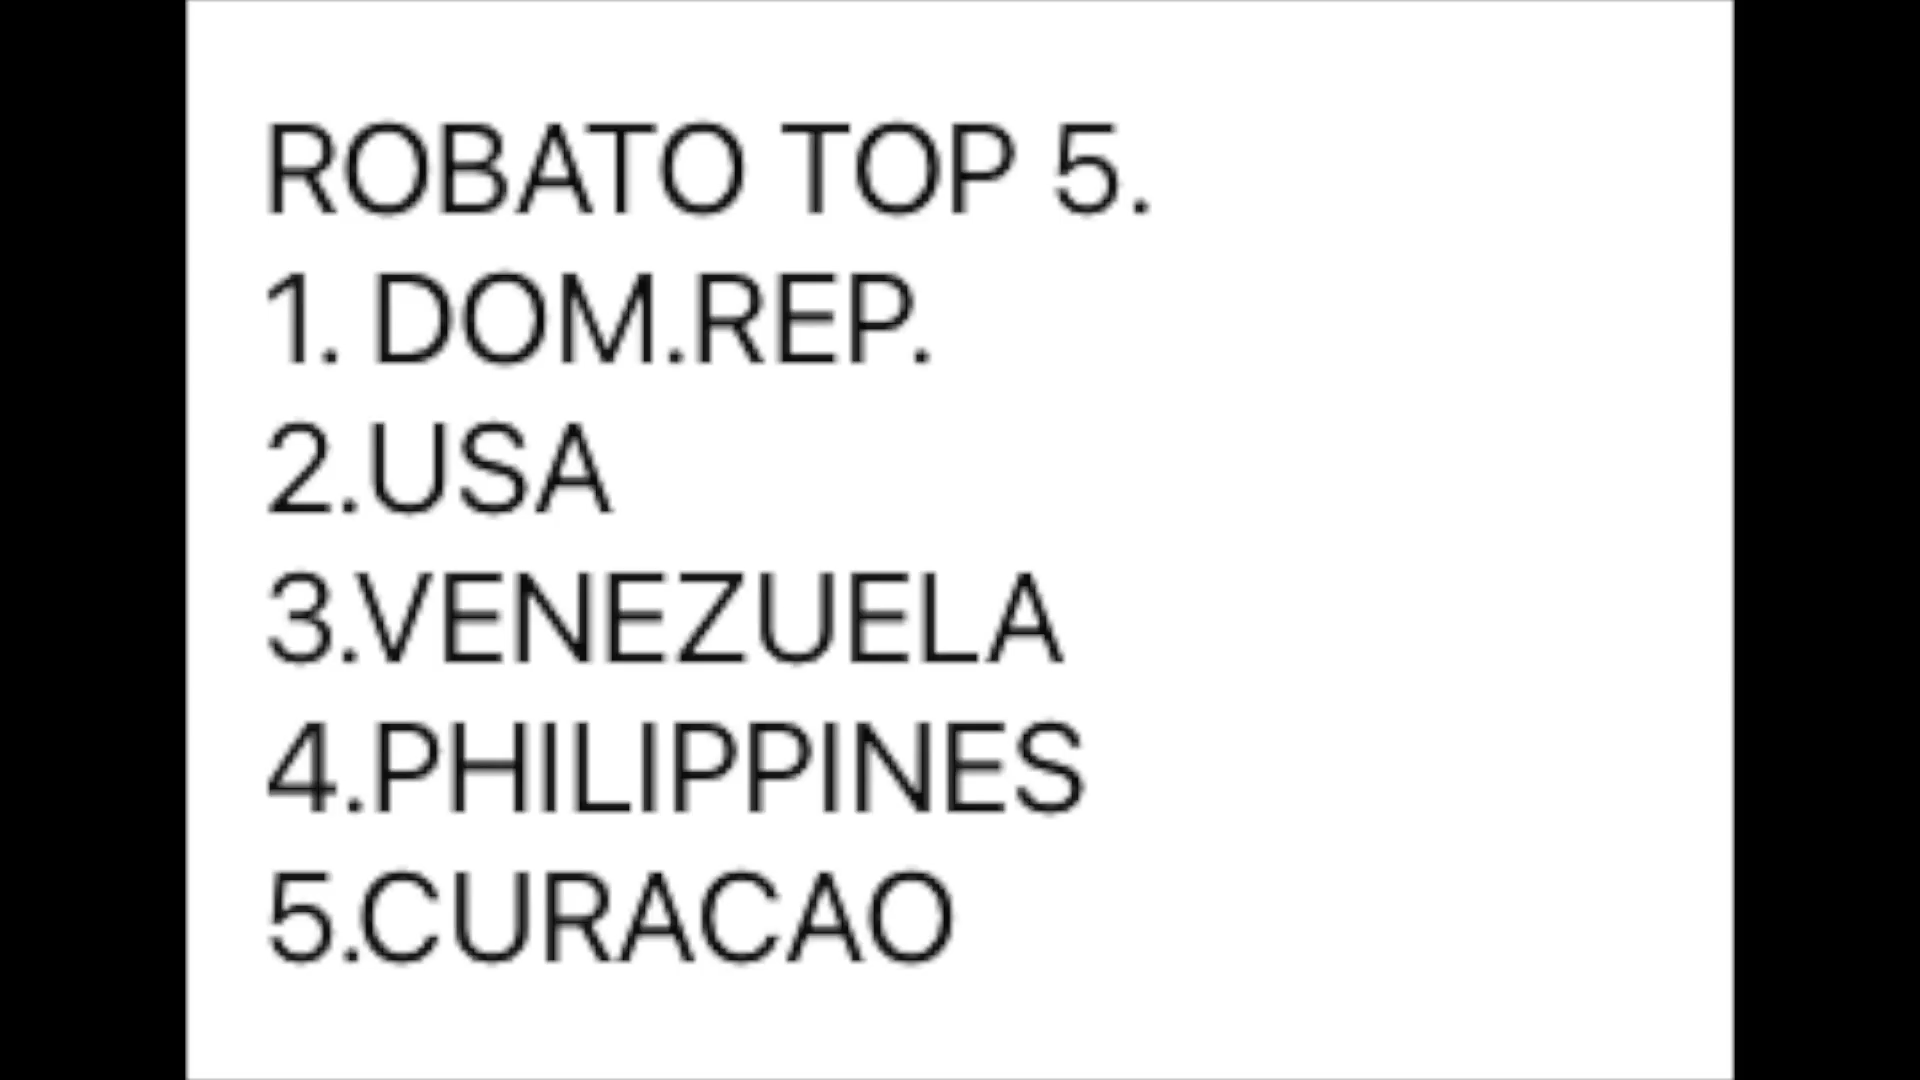 ROBATO TOP 5.
1. DOM.REP.
2.USA
3.VENEZUELA
4.PHILIPPINES
5.CURACAO